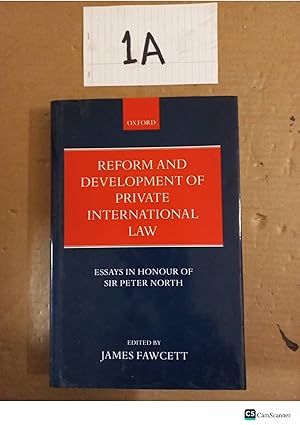 1A
OXFORD
REFORM AND
DEVELOPMENT OF
PRIVATE
INTERNATIONAL
LAW
ESSAYS IN HONOUR OF
SIR PETER NORTH
EDITED BY
JAMES FAWCETT
CS CamScanner